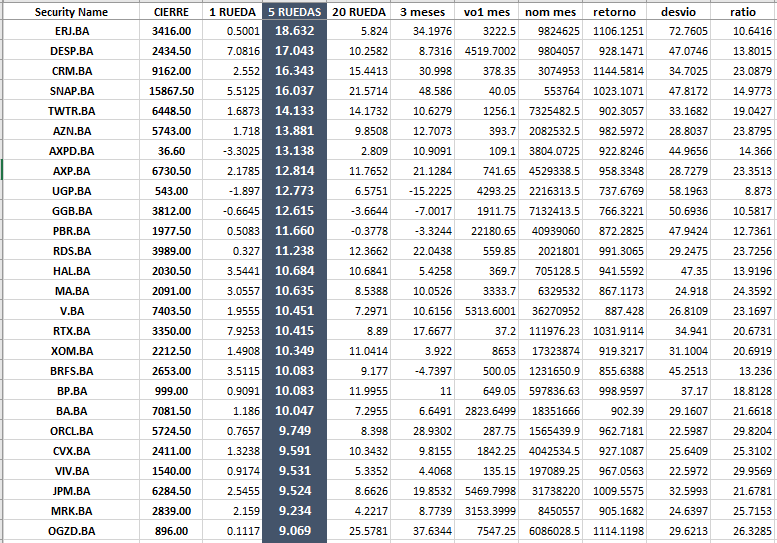 Security Name CIERRE 1 RUEDA 5 RUEDAS 20 RUEDA 3 meses vo1 mes nom mes retorno desvio ratio
ERJ.BA 3416.00 0.5001 18.632 5.824 34.1976 3222.5 9824625 1106.1251 72.7605 10.6416
DESP.BA 2434.50 7.0816 17.043 10.2582 8.7316 4519.7002 9804057 928.1471 47.0746 13.8015
CRM.BA 9162.00 2.552 16.343 15.4413 30.998 378.35 3074953 1144.5814 34.7025 23.0879
SNAP.BA 15867.50 5.5125 16.037 21.5714 48.586 40.05 553764 1023.1071 47.8172 14.9773
TWTR.BA 6448.50 1.6873 14.133 14.1732 10.6279 1256.1 7325482.5 902.3057 33.1682 19.0427
AZN.BA 5743.00 1.718 13.881 9.8508 12.7073 393.7 2082532.5 982.5972 28.8037 23.8795
AXPD.BA 36.60 -3.3025 13.138 2.809 10.9091 109.1 3804.0725 922.8246 44.9656 14.366
AXP.BA 6730.50 2.1785 12.814 11.7652 21.1284 741.65 4529338.5 958.3348 28.7279 23.3513
UGP.BA 543.00 -1.897 12.773 6.5751 -15.2225 4293.25 2216313.5 737.6769 58.1963 8.873
GGB.BA 3812.00 -0.6645 12.615 -3.6644 -7.0017 1911.75 7132413.5 766.3221 50.6936 10.5817
PBR.BA 1977.50 0.5083 11.660 -0.3778 -3.3244 22180.65 40939060 872.2825 47.9424 12.7361
RDS.BA 3989.00 0.327 11.238 12.3662 22.0438 559.85 2021801 991.3065 29.2475 23.7256
HAL.BA 2030.50 3.5441 10.684 10.6841 5.4258 369.7 705128.5 941.5592 47.35 13.9196
MA.BA 2091.00 3.0557 10.635 8.5388 10.0526 3333.7 6329532 867.1173 24.918 24.3592
V.BA 7403.50 1.9555 10.451 7.2971 10.6156 5313.6001 36270952 887.428 26.8109 23.1697
RTX.BA 3350.00 7.9253 10.415 8.89 17.6677 37.2 111976.23 1031.9114 34.941 20.6731
XOM.BA 2212.50 1.4908 10.349 11.0414 3.922 8653 17323874 919.3217 31.1004 20.6919
BRFS.BA 2653.00 3.5115 10.083 9.177 -4.7397 500.05 1231650.9 855.6388 45.2513 13.236
BP.BA 999.00 0.9091 10.083 11.9955 11 649.05 597836.63 998.9597 37.17 18.8128
BA.BA 7081.50 1.186 10.047 7.2955 6.6491 2823.6499 18351666 902.39 29.1607 21.6618
ORCL.BA 5724.50 0.7657 9.749 8.398 28.9302 287.75 1565439.9 962.7181 22.5987 29.8204
CVX.BA 2411.00 1.3238 9.591 10.3432 9.8155 1842.25 4042534.5 927.1087 25.6409 25.3102
VIV.BA 1540.00 0.9174 9.531 5.3352 4.4068 135.15 197089.25 967.0563 22.5972 29.9569
JPM.BA 6284.50 2.5455 9.524 8.6626 19.8532 5469.7998 31738220 1009.5575 32.5993 21.6781
MRK.BA 2839.00 2.159 9.234 4.2217 8.7739 3153.3999 8450557 905.1682 24.6397 25.7153
OGZD.BA 896.00 0.1117 9.069 25.5781 37.6344 7547.25 6086028.5 1114.1198 29.6213 26.3285